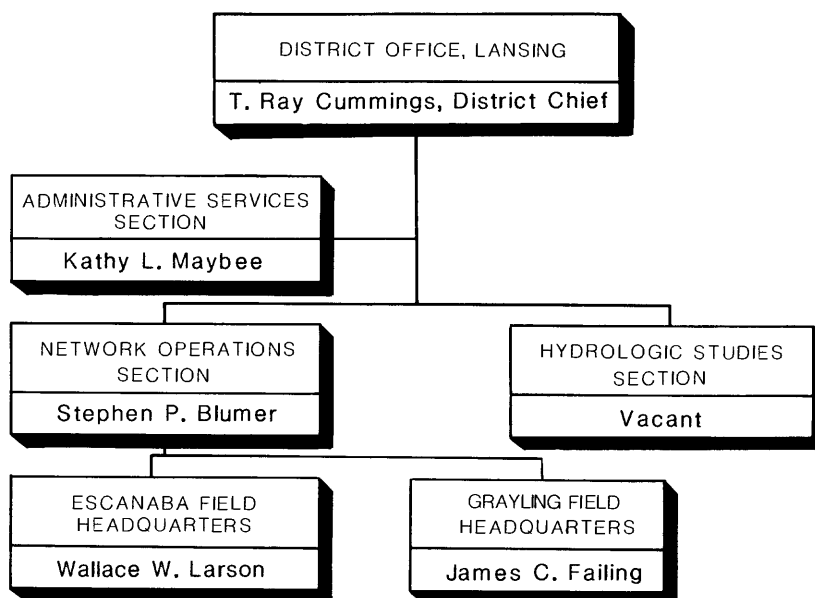 DISTRICT OFFICE, LANSING
T. Ray Cummings, District Chief
ADMINISTRATIVE SERVICES
SECTION
Kathy L. Maybee
NETWORK OPERATIONS
SECTION
Stephen P. Blumer
HYDROLOGIC STUDIES
SECTION
Vacant
ESCANABA FIELD
HEADQUARTERS
Wallace W. Larson
GRAYLING FIELD
HEADQUARTERS
James C. Failing